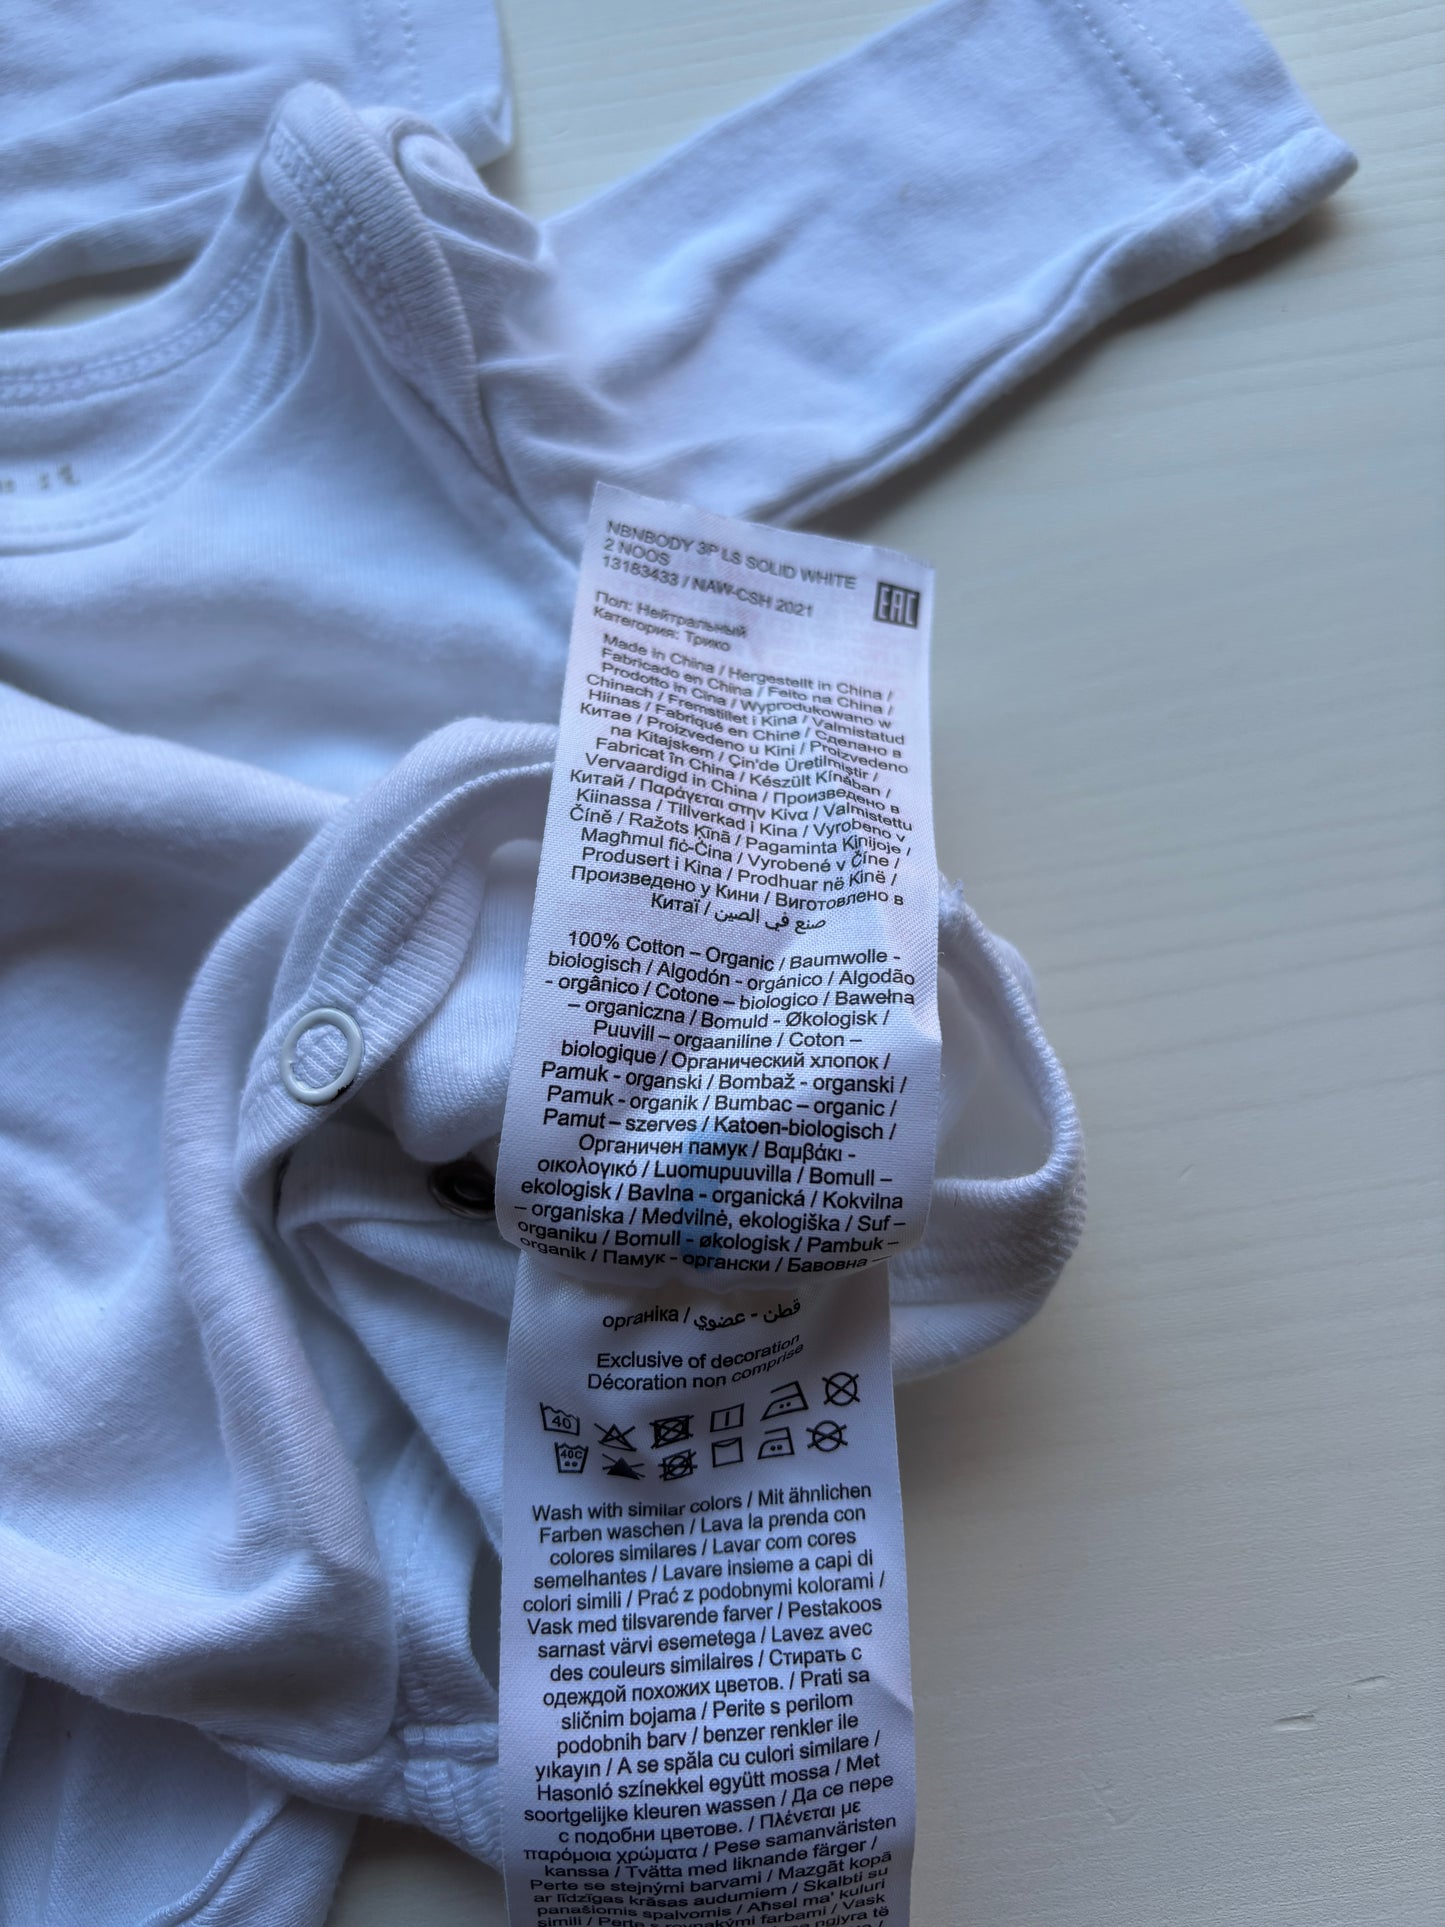 NBNBODY 3P LS SOLID WHITE
2 NOOS
13183433 / NAW-CSH 2021
EAC
Пол: Нейтральный
Категория: Трико
Made in China / Hergestellt in China /
Fabricado en China / Feito na China /
Prodotto in Cina / Wyprodukowano w
Chinach / Fremstillet i Kina / Valmistatud
Hiinas / Fabriqué en Chine / Сделано в
Китае / Proizvedeno u Kini / Proizvedeno
na Kitajskem / Çin'de Üretilmiştir /
Fabricat în China / Készült Kínában /
Vervaardigd in China / Произведено в
Китай / Παράγεται στην Κίνα / Valmistettu
Kiinassa / Tillverkad i Kina / Vyrobeno v
Číně / Ražots Ķīnā / Pagaminta Kinijoje /
Magħmul fiċ-Ċina / Vyrobené v Číne /
Produsert i Kina / Prodhuar në Kinë /
Произведено у Кини / Виготовлено в
Китаї / صنع في الصين
100% Cotton – Organic / Baumwolle -
biologisch / Algodón - orgánico / Algodão
- orgânico / Cotone – biologico / Bawełna
– organiczna / Bomuld - Økologisk /
Puuvill – orgaaniline / Coton –
biologique / Органический хлопок /
Pamuk - organski / Bombaž - organski /
Pamuk - organik / Bumbac – organic /
Pamut – szerves / Katoen-biologisch /
Органичен памук / Βαμβάκι -
οικολογικό / Luomupuuvilla / Bomull –
ekologisk / Bavlna - organická / Kokvilna
– organiska / Medvilnė, ekologiška / Suf –
organiku / Bomull - økologisk / Pambuk –
organik / Памук - органски / Бавовна –
органіка / قطن - عضوي
Exclusive of decoration
Décoration non comprise
40
40C
Wash with similar colors / Mit ähnlichen
Farben waschen / Lava la prenda con
colores similares / Lavar com cores
semelhantes / Lavare insieme a capi di
colori simili / Prać z podobnymi kolorami /
Vask med tilsvarende farver / Pestakoos
sarnast värvi esemetega / Lavez avec
des couleurs similaires / Стирать с
одеждой похожих цветов. / Prati sa
sličnim bojama / Perite s perilom
podobnih barv / benzer renkler ile
yıkayın / A se spăla cu culori similare /
Hasonló színekkel együtt mossa / Met
soortgelijke kleuren wassen / Да се пере
с подобни цветове. / Πλένεται με
παρόμοια χρώματα / Pese samanväristen
kanssa / Tvätta med liknande färger /
Perte se stejnými barvami / Mazgāt kopā
ar līdzīgas krāsas audumiem / Skalbti su
panašiomis spalvomis / Aħsel ma' kuluri
simili / Perte s rovnakými farbami / Vask